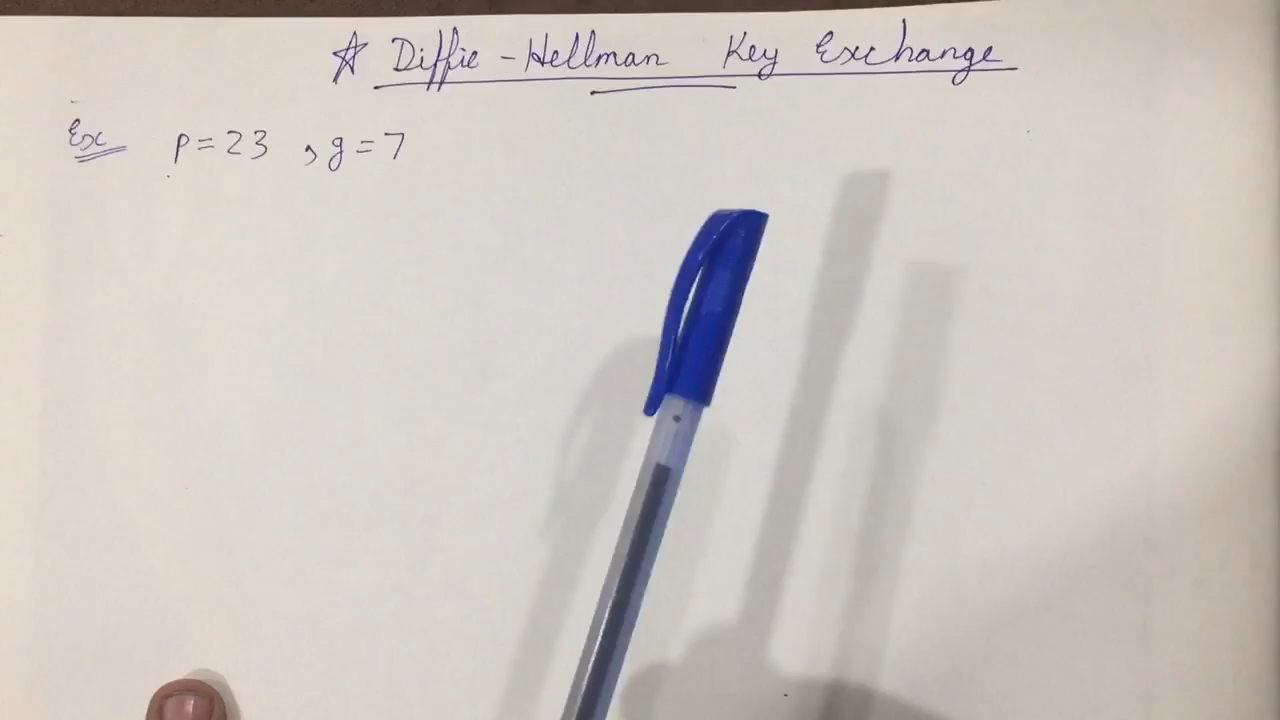 ☆ Diffie - Hellman Key Exchange
Ex p = 23 , g = 7